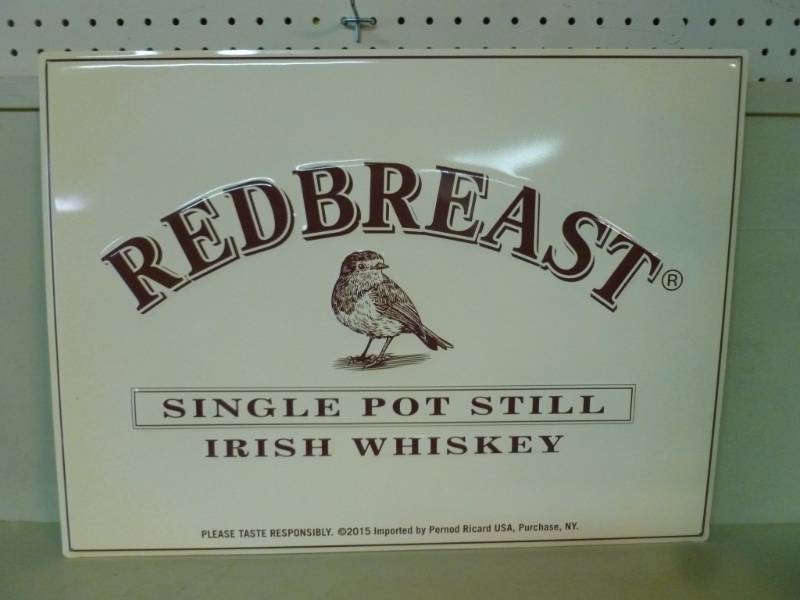 REDBREAST®
SINGLE POT STILL
IRISH WHISKEY
PLEASE TASTE RESPONSIBLY. ©2015 Imported by Pernod Ricard USA, Purchase, NY.